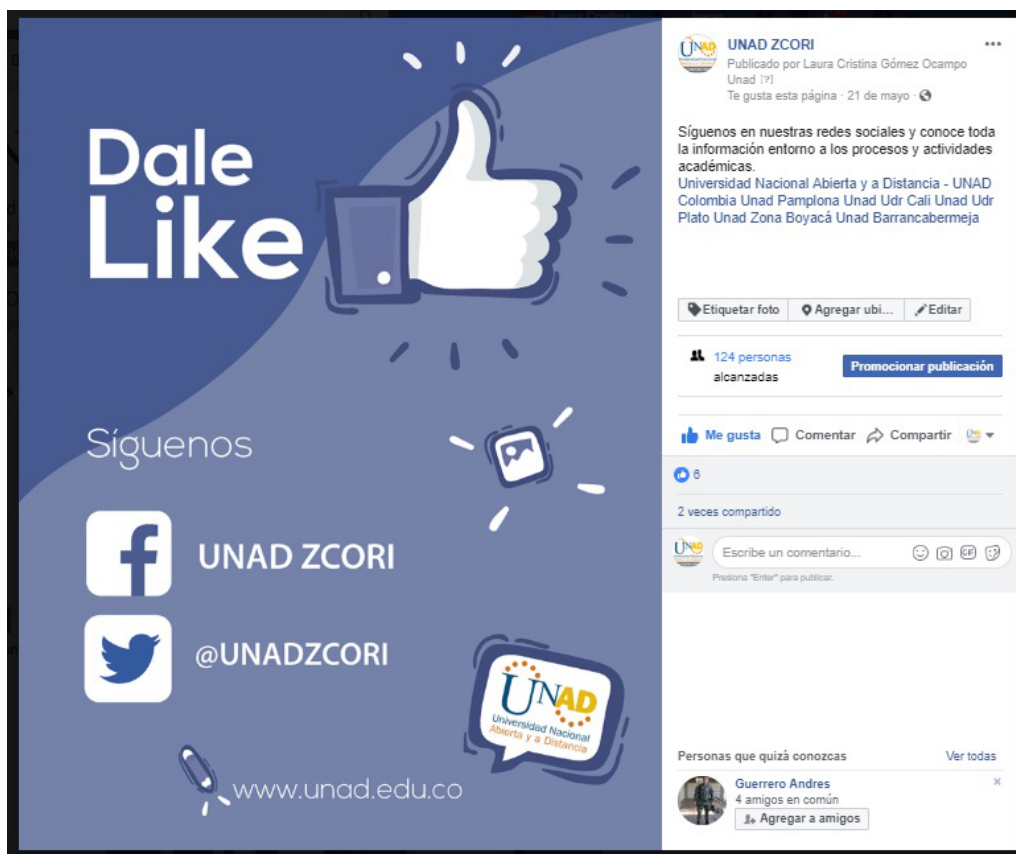 Dale
Like
Síguenos
UNAD ZCORI
@UNADZCORI
UNAD
Universidad Nacional
Abierta y a Distancia
www.unad.edu.co
UNAD ZCORI
Publicado por Laura Cristina Gómez Ocampo
Unad [?]
Te gusta esta página · 21 de mayo ·
Síguenos en nuestras redes sociales y conoce toda
la información entorno a los procesos y actividades
académicas.
Universidad Nacional Abierta y a Distancia - UNAD
Colombia Unad Pamplona Unad Udr Cali Unad Udr
Plato Unad Zona Boyacá Unad Barrancabermeja
Etiquetar foto
Agregar ubi...
Editar
124 personas
alcanzadas
Promocionar publicación
Me gusta
Comentar
Compartir
6
2 veces compartido
Escribe un comentario...
GIF
Presiona "Enter" para publicar.
Personas que quizá conozcas
Ver todas
Guerrero Andres
4 amigos en común
Agregar a amigos